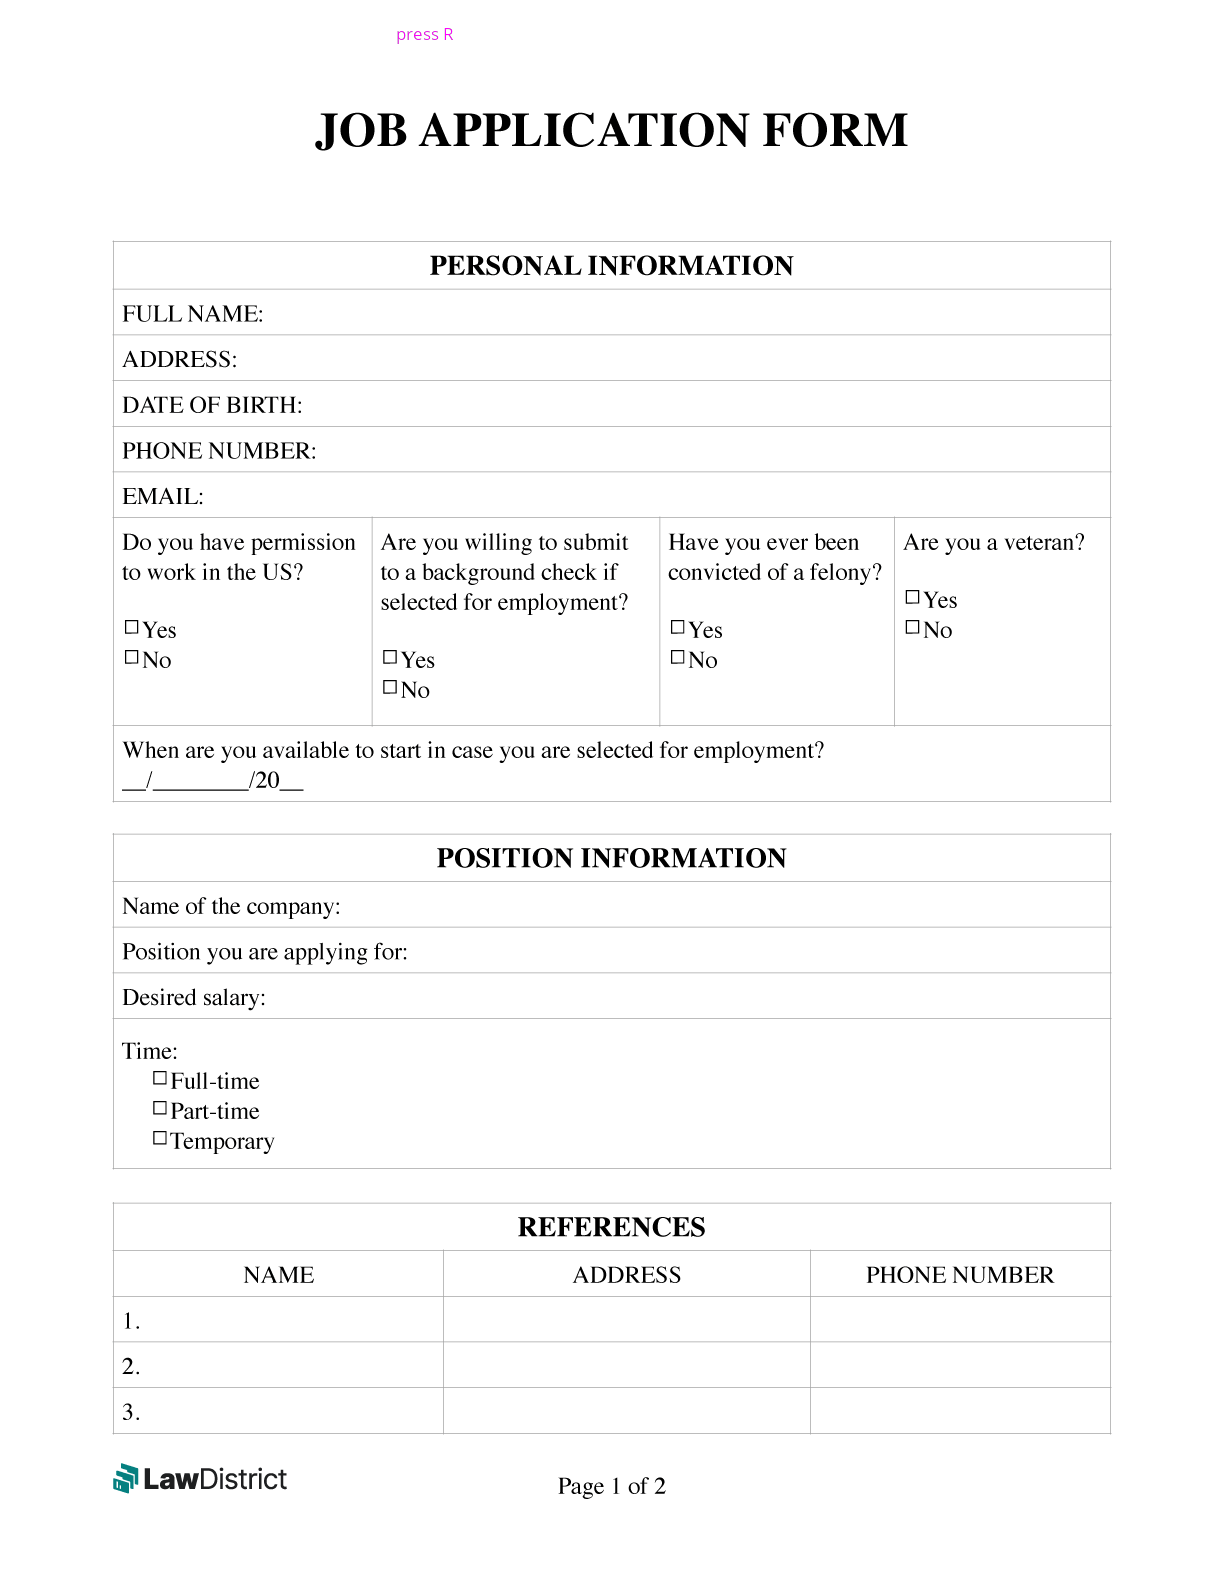 press R
JOB APPLICATION FORM
PERSONAL INFORMATION
FULL NAME:
ADDRESS:
DATE OF BIRTH:
PHONE NUMBER:
EMAIL:
Do you have permission
to work in the US?
☐Yes
☐No
Are you willing to submit
to a background check if
selected for employment?
☐Yes
☐No
Have you ever been
convicted of a felony?
☐Yes
☐No
Are you a veteran?
☐Yes
☐No
When are you available to start in case you are selected for employment?
__/________/20__
POSITION INFORMATION
Name of the company:
Position you are applying for:
Desired salary:
Time:
☐Full-time
☐Part-time
☐Temporary
REFERENCES
NAME ADDRESS PHONE NUMBER
1.
2.
3.
LawDistrict
Page 1 of 2